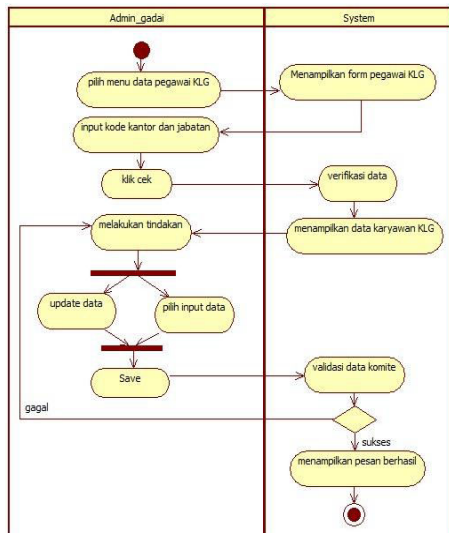 Admin_gadai
System
pilih menu data pegawai KLG
Menampilkan form pegawai KLG
input kode kantor dan jabatan
klik cek
verifikasi data
melakukan tindakan
menampilkan data karyawan KLG
update data
pilih input data
Save
validasi data komite
gagal
sukses
menampilkan pesan berhasil